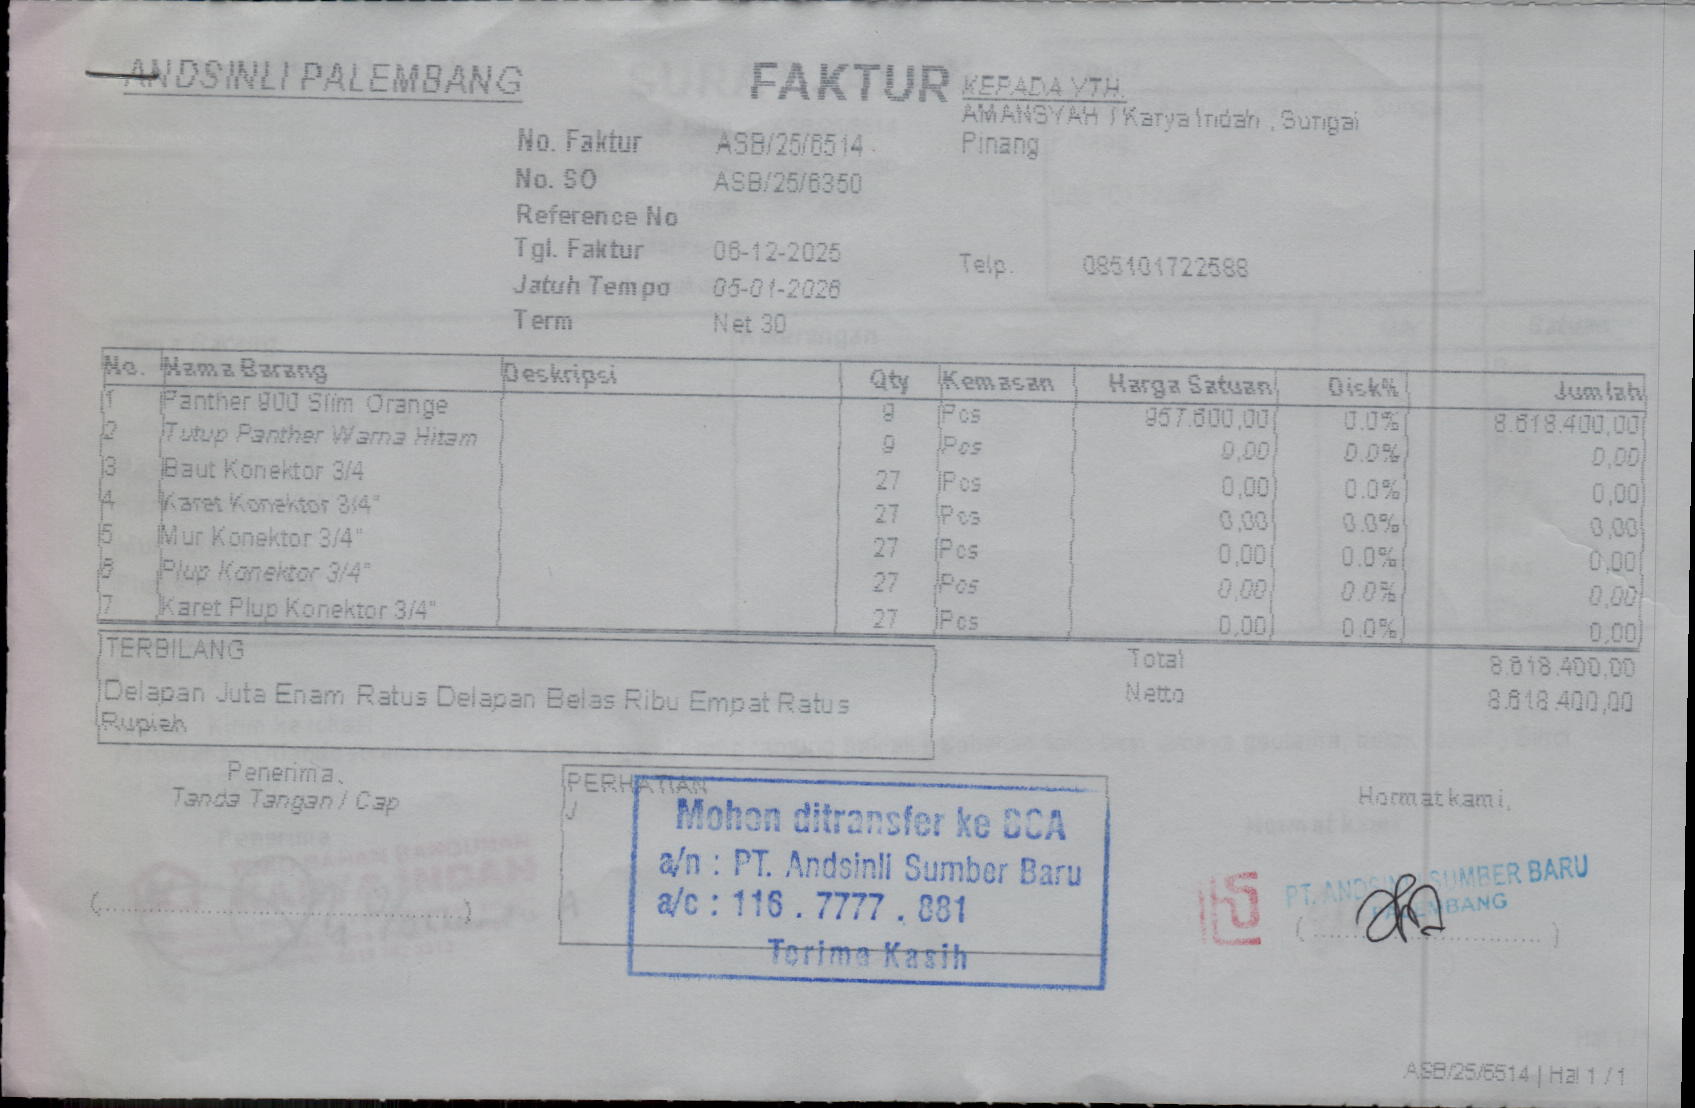 ANDSINLI PALEMBANG
FAKTUR
KEPADA YTH.
AMANSYAH / Karya Indah , Sungai
Pinang
No. Faktur ASB/25/6514
No. SO ASB/25/6350
Reference No
Tgl. Faktur 06-12-2025
Telp. 085101722588
Jatuh Tempo 05-01-2026
Term Net 30
No. Nama Barang Deskripsi Qty Kemasan Harga Satuan Disk% Jumlah
1 Panther 900 Slim Orange 9 Pcs 957.600,00 0.0% 8.618.400,00
2 Tutup Panther Warna Hitam 9 Pcs 0,00 0.0% 0,00
3 Baut Konektor 3/4 27 Pcs 0,00 0.0% 0,00
4 Karet Konektor 3/4" 27 Pcs 0,00 0.0% 0,00
5 Mur Konektor 3/4" 27 Pcs 0,00 0.0% 0,00
6 Plup Konektor 3/4" 27 Pcs 0,00 0.0% 0,00
7 Karet Plup Konektor 3/4" 27 Pcs 0,00 0.0% 0,00
TERBILANG
Delapan Juta Enam Ratus Delapan Belas Ribu Empat Ratus
Rupiah
Total 8.618.400,00
Netto 8.618.400,00
Penerima,
Tanda Tangan / Cap
PERHATIAN
Mohon ditransfer ke BCA
a/n : PT. Andsinli Sumber Baru
a/c : 116 . 7777 . 881
Terima Kasih
Hormat kami,
PT. ANDSINLI SUMBER BARU
PALEMBANG
ASB/25/6514 | Hal 1 / 1